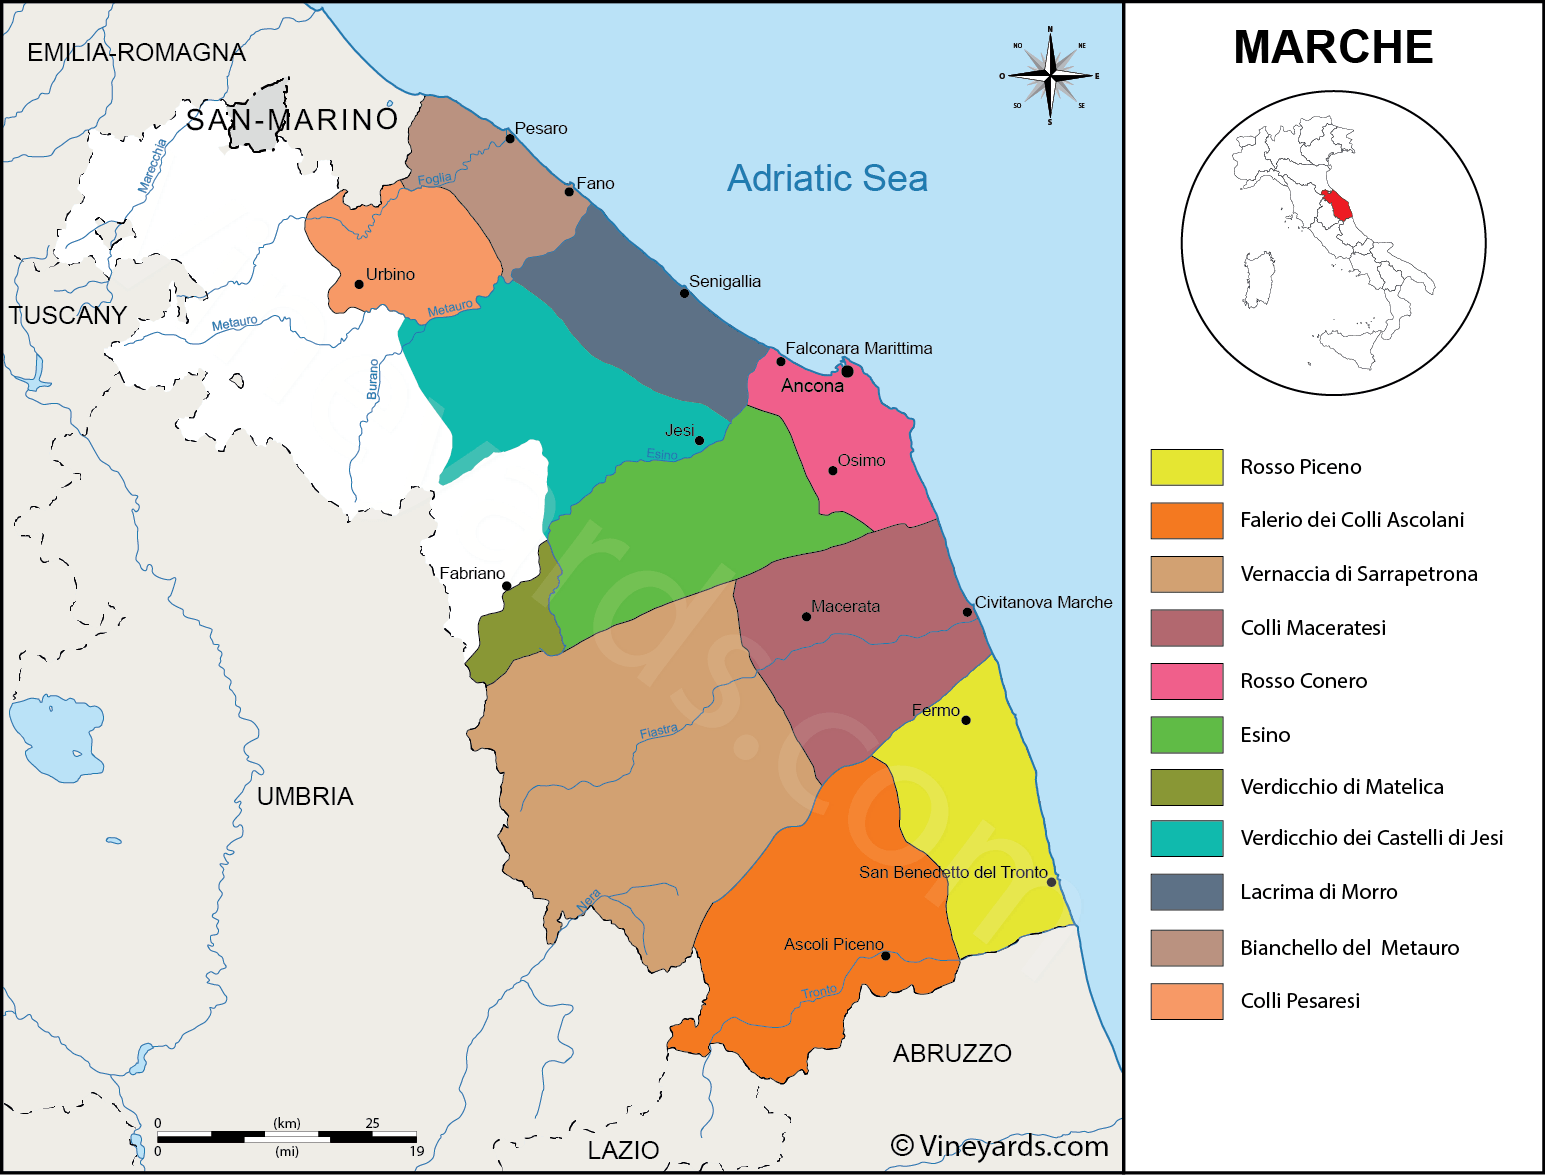 EMILIA-ROMAGNA
SAN-MARINO
Marecchia
Foglia
Pesaro
Fano
Adriatic Sea
N
NO
NE
O
E
SO
SE
S
Urbino
TUSCANY
Metauro
Metauro
Senigallia
Burano
Falconara Marittima
Ancona
Jesi
Esino
Osimo
Fabriano
Macerata
Civitanova Marche
Fermo
Fiastra
UMBRIA
San Benedetto del Tronto
Nera
Ascoli Piceno
Tronto
ABRUZZO
LAZIO
0 (km) 25
0 (mi) 19
© Vineyards.com
rds.com
MARCHE
Rosso Piceno
Falerio dei Colli Ascolani
Vernaccia di Sarrapetrona
Colli Maceratesi
Rosso Conero
Esino
Verdicchio di Matelica
Verdicchio dei Castelli di Jesi
Lacrima di Morro
Bianchello del Metauro
Colli Pesaresi